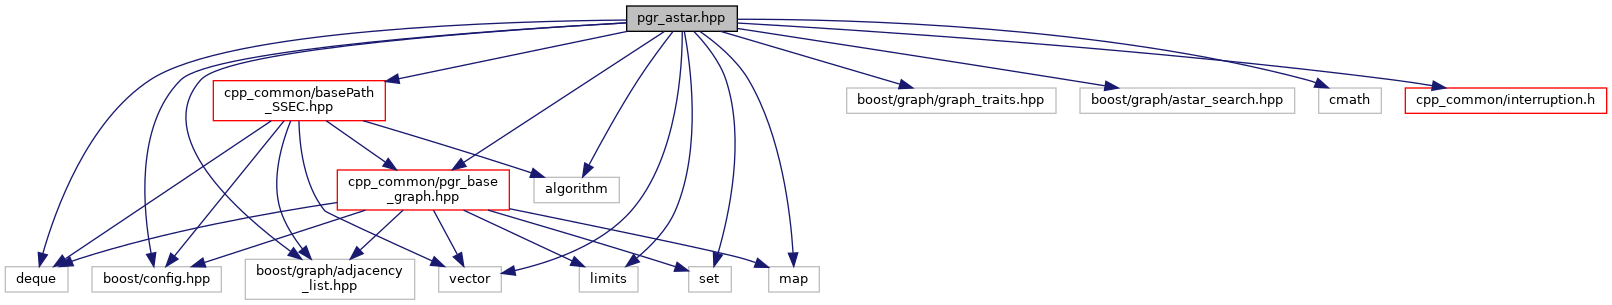 pgr_astar.hpp
cpp_common/basePath
_SSEC.hpp
boost/graph/graph_traits.hpp
boost/graph/astar_search.hpp
cmath
cpp_common/interruption.h
cpp_common/pgr_base
_graph.hpp
algorithm
deque
boost/config.hpp
boost/graph/adjacency
_list.hpp
vector
limits
set
map